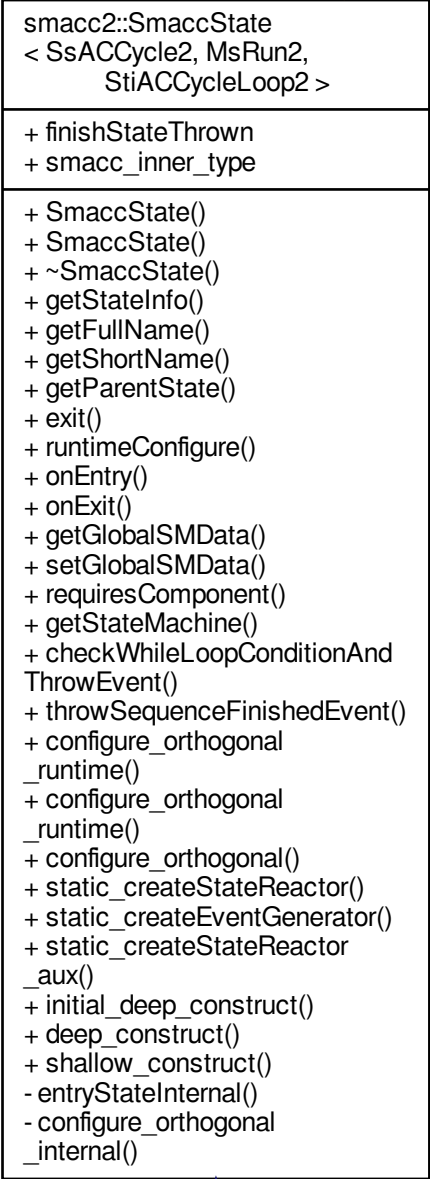 smacc2::SmaccState
< SsACCycle2, MsRun2,
StiACCycleLoop2 >
+ finishStateThrown
+ smacc_inner_type
+ SmaccState()
+ SmaccState()
+ ~SmaccState()
+ getStateInfo()
+ getFullName()
+ getShortName()
+ getParentState()
+ exit()
+ runtimeConfigure()
+ onEntry()
+ onExit()
+ getGlobalSMData()
+ setGlobalSMData()
+ requiresComponent()
+ getStateMachine()
+ checkWhileLoopConditionAnd
ThrowEvent()
+ throwSequenceFinishedEvent()
+ configure_orthogonal
_runtime()
+ configure_orthogonal
_runtime()
+ configure_orthogonal()
+ static_createStateReactor()
+ static_createEventGenerator()
+ static_createStateReactor
_aux()
+ initial_deep_construct()
+ deep_construct()
+ shallow_construct()
- entryStateInternal()
- configure_orthogonal
_internal()